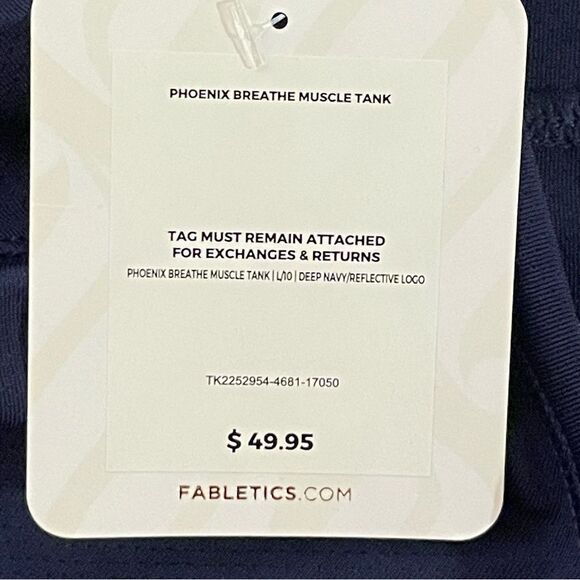 PHOENIX BREATHE MUSCLE TANK
TAG MUST REMAIN ATTACHED
FOR EXCHANGES & RETURNS
PHOENIX BREATHE MUSCLE TANK | L/10 | DEEP NAVY/REFLECTIVE LOGO
TK2252954-4681-17050
$ 49.95
FABLETICS.COM